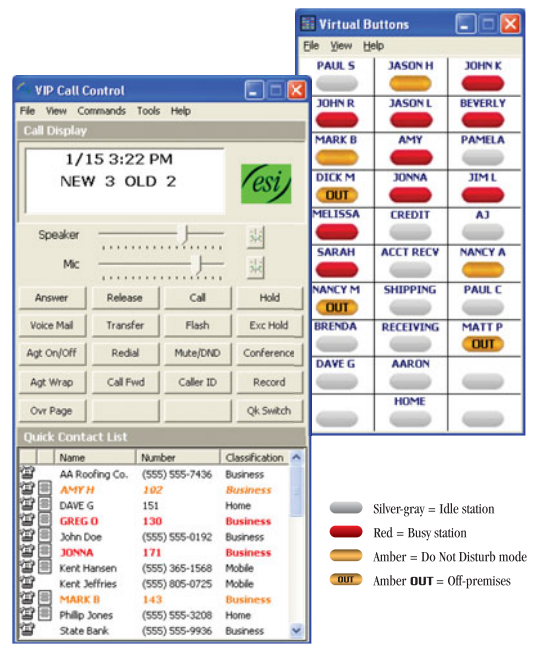 Virtual Buttons
File View Help
PAUL S JASON H JOHN K
JOHN R JASON L BEVERLY
MARK B AMY PAMELA
DICK M JONNA JIM L
OUT
MELISSA CREDIT AJ
SARAH ACCT RECV NANCY A
NANCY M SHIPPING PAUL C
OUT
BRENDA RECEIVING MATT P
OUT
DAVE G AARON
HOME
VIP Call Control
File View Commands Tools Help
Call Display
1/15 3:22 PM
NEW 3 OLD 2
esi
Speaker
Mic
Answer Release Call Hold
Voice Mail Transfer Flash Exc Hold
Agt On/Off Redial Mute/DND Conference
Agt Wrap Call Fwd Caller ID Record
Ovr Page Qk Switch
Quick Contact List
Name Number Classification
AA Roofing Co. (555) 555-7436 Business
AMY H 102 Business
DAVE G 151 Home
GREG O 130 Business
John Doe (555) 555-0192 Business
JONNA 171 Business
Kent Hansen (555) 365-1568 Mobile
Kent Jeffries (555) 805-0725 Mobile
MARK B 143 Business
Phillip Jones (555) 555-3208 Home
State Bank (555) 555-9936 Business
Silver-gray = Idle station
Red = Busy station
Amber = Do Not Disturb mode
OUT Amber OUT = Off-premises